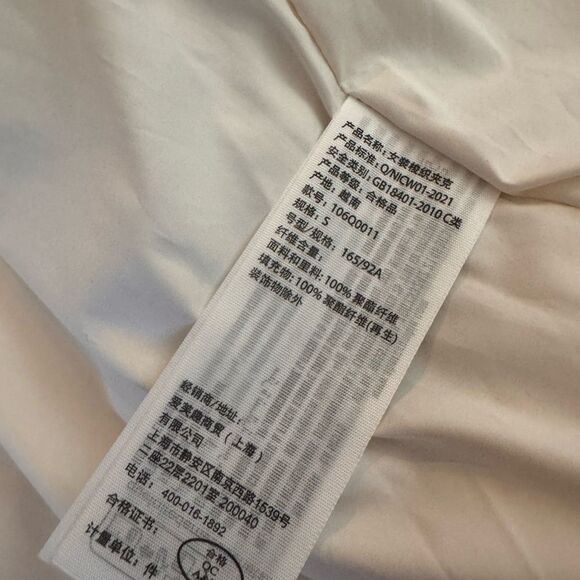 产品名称: 女装梭织夹克
产品标准: Q/NICW01-2021
安全类别: GB18401-2010 C类
产品等级: 合格品
产地: 越南
款号: 106Q0011
规格: S
号型/规格: 165/92A
纤维含量:
面料和里料: 100% 聚酯纤维
填充物: 100% 聚酯纤维(再生)
装饰物除外
经销商/地址:
爱芙趣商贸 (上海)
有限公司
上海市静安区南京西路1539号
二座22层2201室 200040
电话: 400-016-1892
合格证书:
合格
QC
计量单位: 件